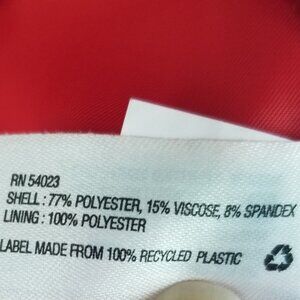 RN 54023
SHELL : 77% POLYESTER, 15% VISCOSE, 8% SPANDEX
LINING : 100% POLYESTER
LABEL MADE FROM 100% RECYCLED PLASTIC